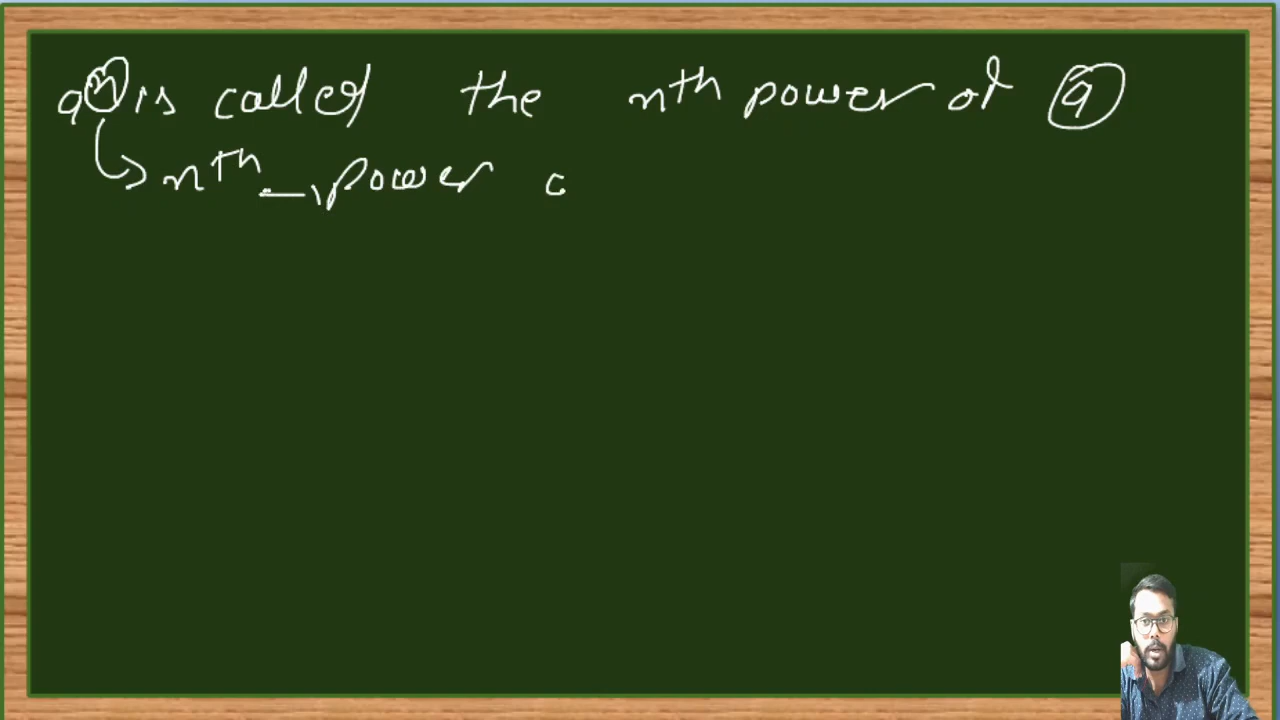 aⁿ is called the nth power of a
→ nth power o